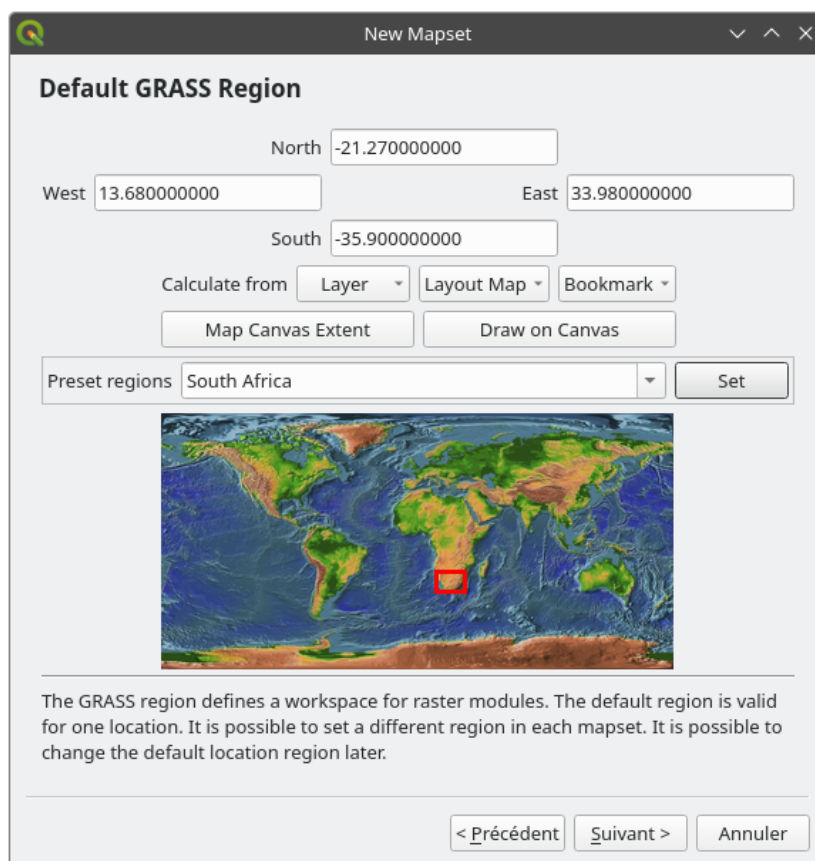 New Mapset
Default GRASS Region
North -21.270000000
West 13.680000000 East 33.980000000
South -35.900000000
Calculate from Layer Layout Map Bookmark
Map Canvas Extent Draw on Canvas
Preset regions South Africa Set
The GRASS region defines a workspace for raster modules. The default region is valid
for one location. It is possible to set a different region in each mapset. It is possible to
change the default location region later.
< Précédent Suivant > Annuler